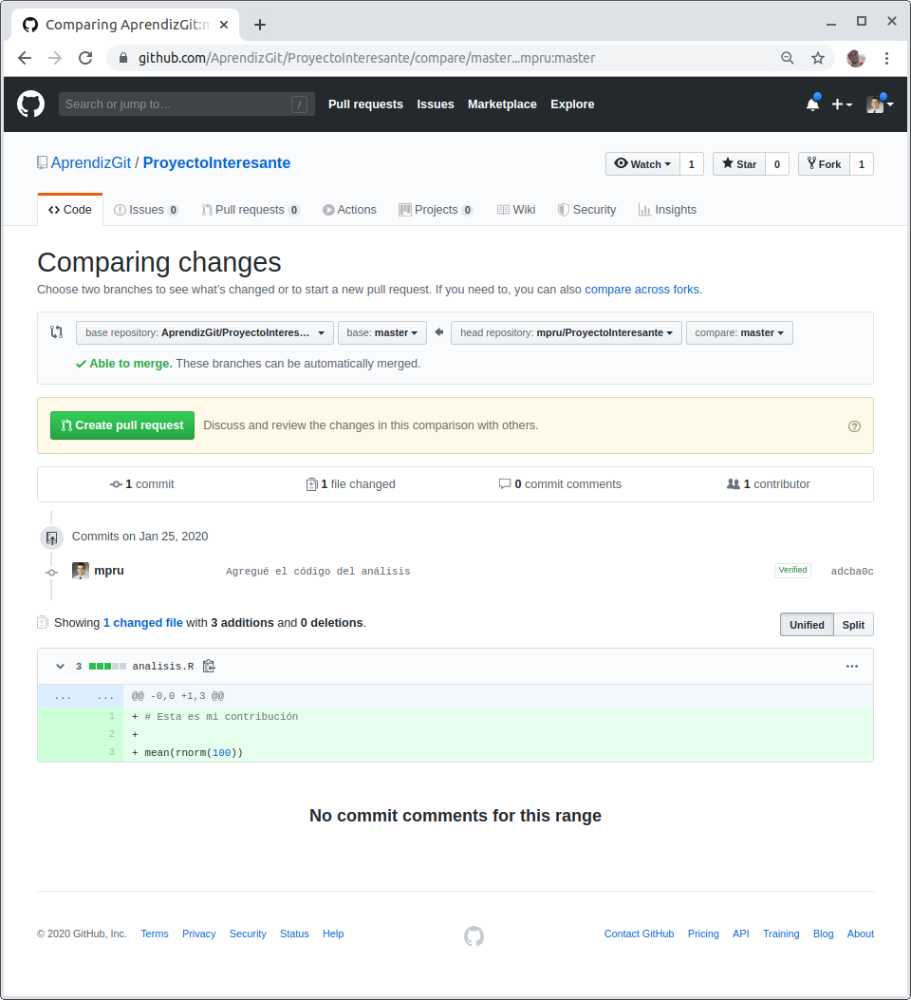 Comparing AprendizGit:m
github.com/AprendizGit/ProyectoInteresante/compare/master...mpru:master
Search or jump to… / Pull requests Issues Marketplace Explore
AprendizGit / ProyectoInteresante Watch 1 Star 0 Fork 1
Code Issues 0 Pull requests 0 Actions Projects 0 Wiki Security Insights
Comparing changes
Choose two branches to see what's changed or to start a new pull request. If you need to, you can also compare across forks.
base repository: AprendizGit/ProyectoInteres… base: master head repository: mpru/ProyectoInteresante compare: master
Able to merge. These branches can be automatically merged.
Create pull request Discuss and review the changes in this comparison with others.
1 commit 1 file changed 0 commit comments 1 contributor
Commits on Jan 25, 2020
mpru Agregué el código del análisis Verified adcba0c
Showing 1 changed file with 3 additions and 0 deletions. Unified Split
3 analisis.R
... ... @@ -0,0 +1,3 @@
1 + # Esta es mi contribución
2 +
3 + mean(rnorm(100))
No commit comments for this range
© 2020 GitHub, Inc. Terms Privacy Security Status Help Contact GitHub Pricing API Training Blog About